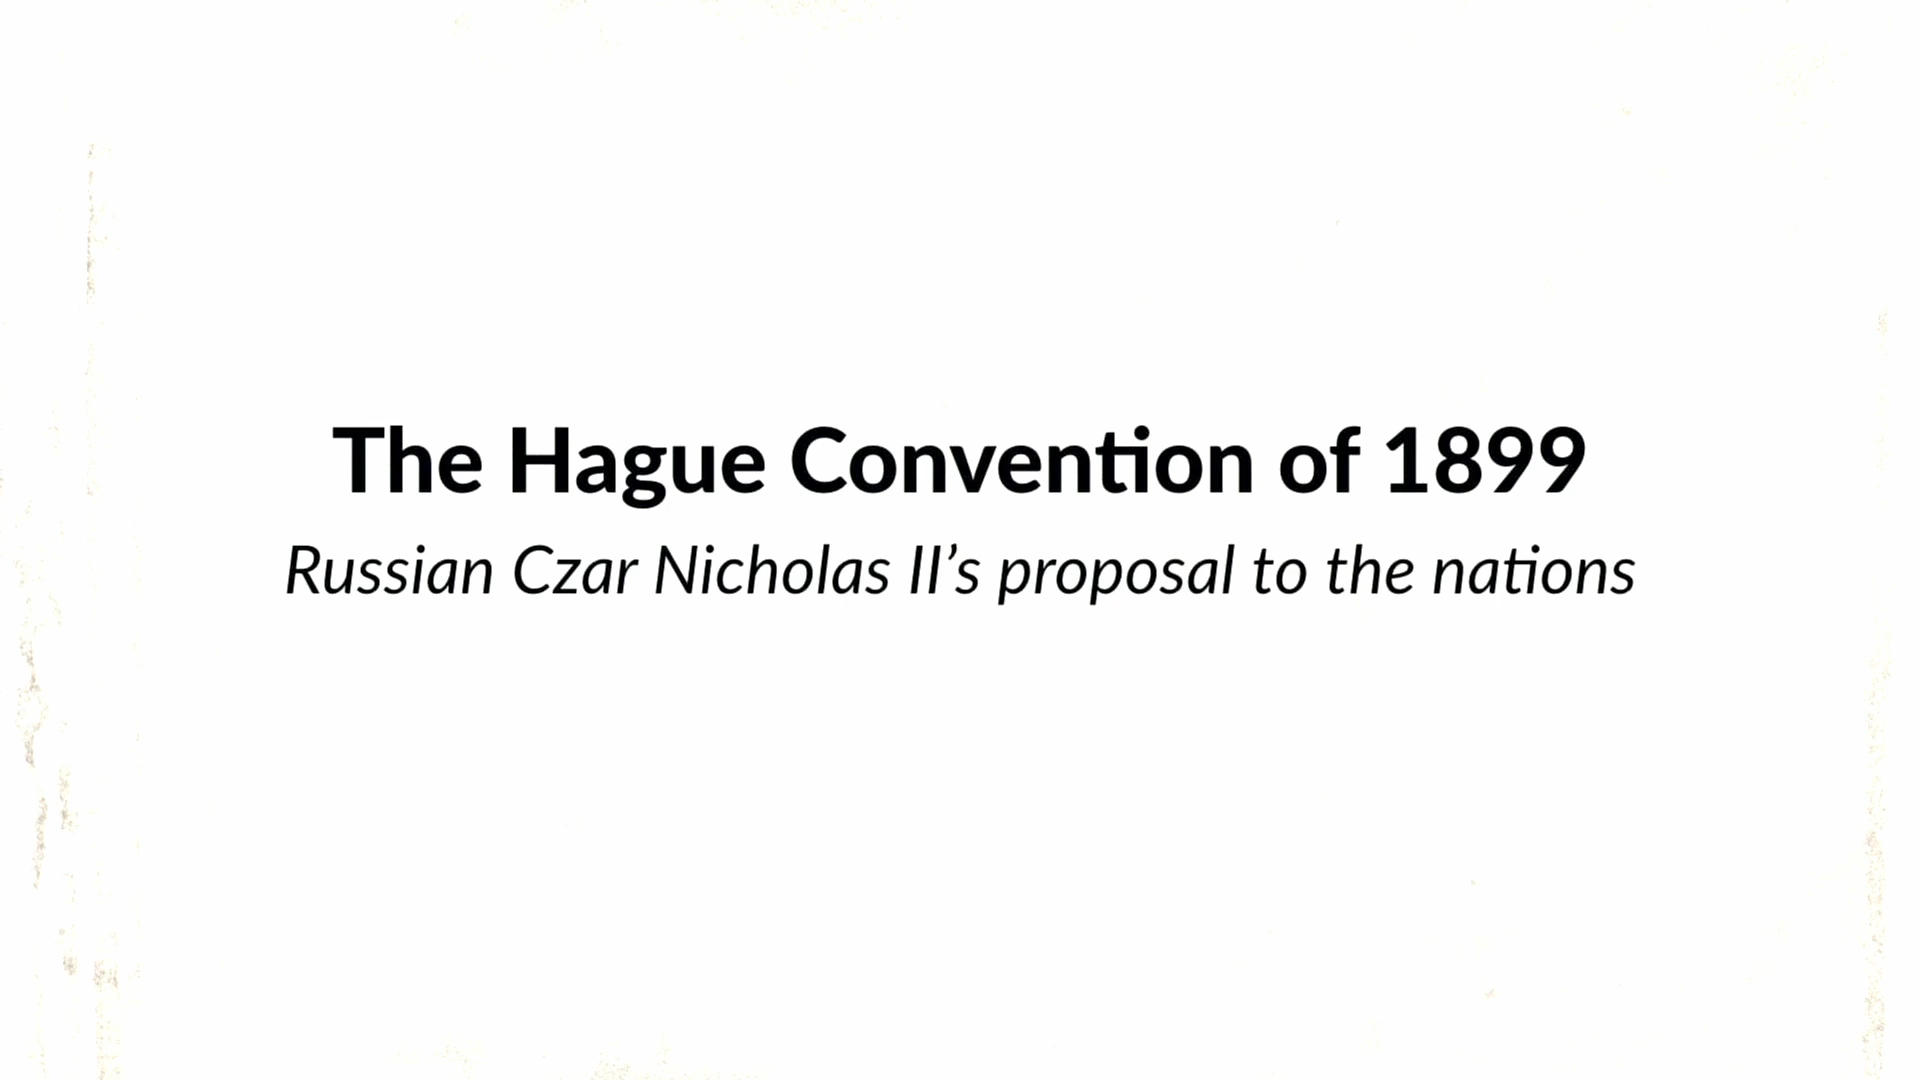 The Hague Convention of 1899
Russian Czar Nicholas II’s proposal to the nations